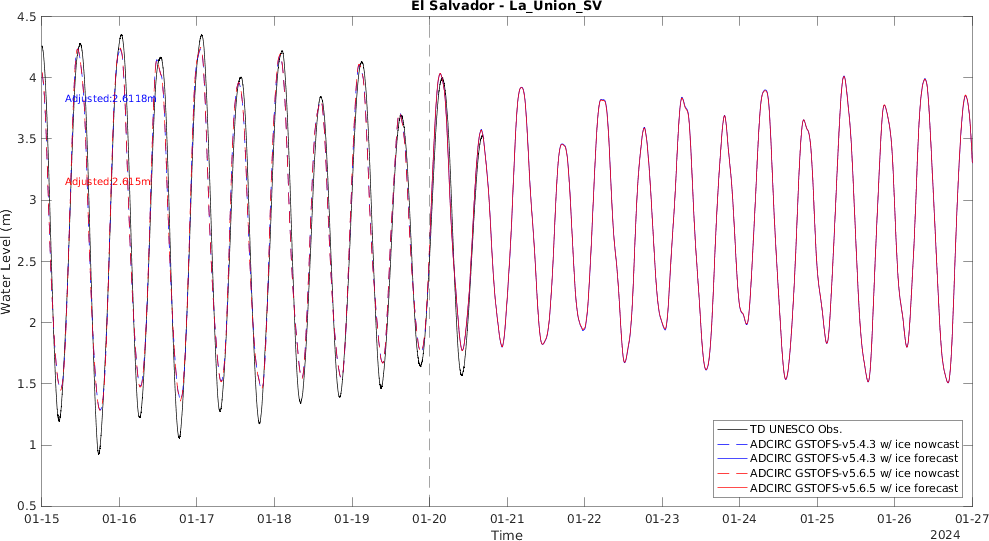 El Salvador - La_Union_SV
4.5
4
3.5
3
2.5
2
1.5
1
0.5
Water Level (m)
Adjusted:2.6118m
Adjusted:2.615m
TD UNESCO Obs.
ADCIRC GSTOFS-v5.4.3 w/ ice nowcast
ADCIRC GSTOFS-v5.4.3 w/ ice forecast
ADCIRC GSTOFS-v5.6.5 w/ ice nowcast
ADCIRC GSTOFS-v5.6.5 w/ ice forecast
01-15 01-16 01-17 01-18 01-19 01-20 01-21 01-22 01-23 01-24 01-25 01-26 01-27
Time
2024